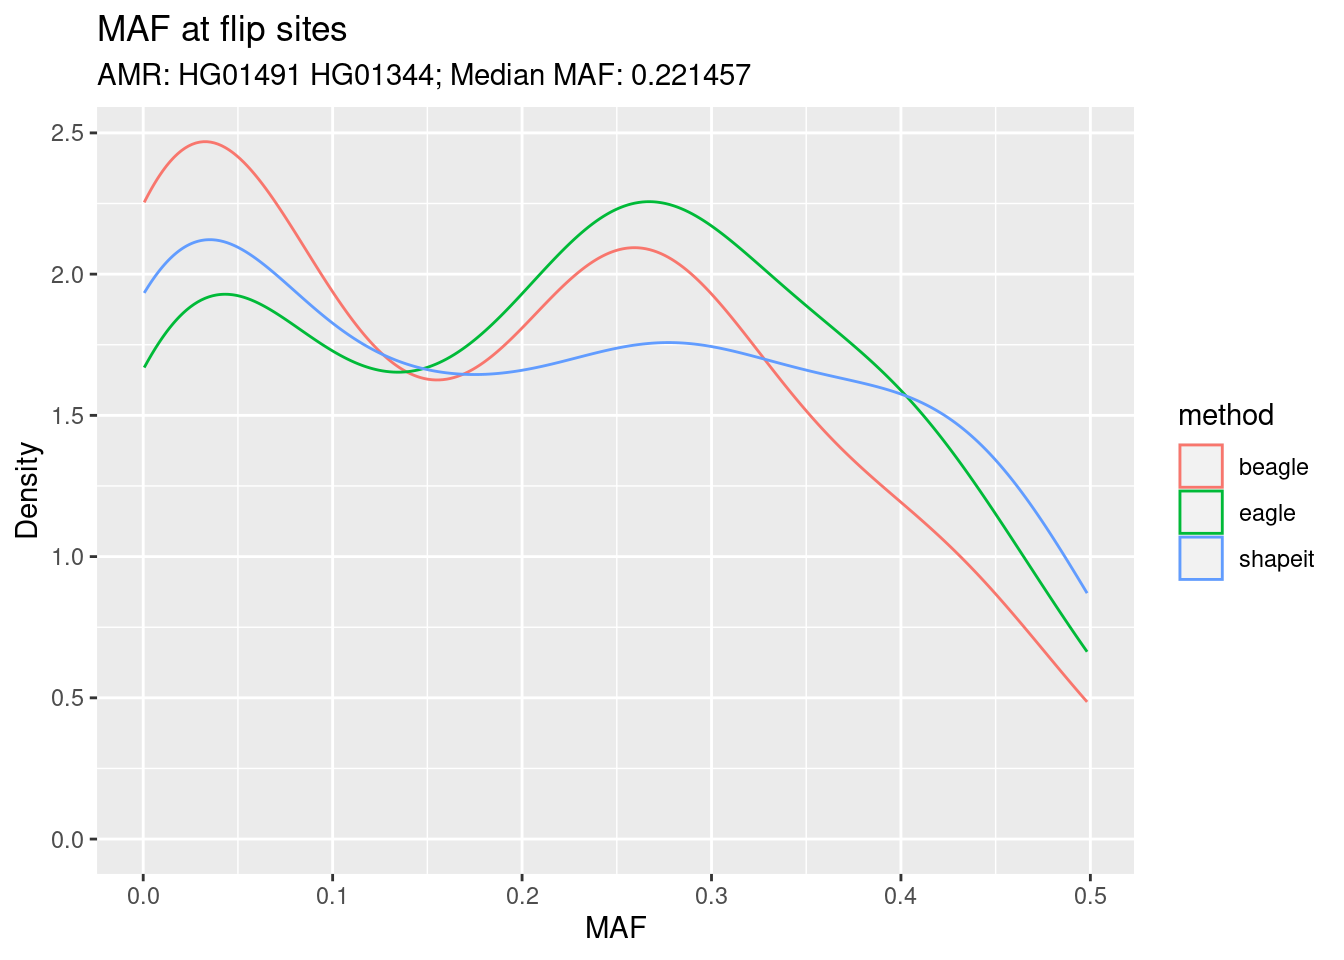 MAF at flip sites
AMR: HG01491 HG01344; Median MAF: 0.221457
2.5
2.0
1.5
1.0
0.5
0.0
Density
0.0 0.1 0.2 0.3 0.4 0.5
MAF
method
beagle
eagle
shapeit